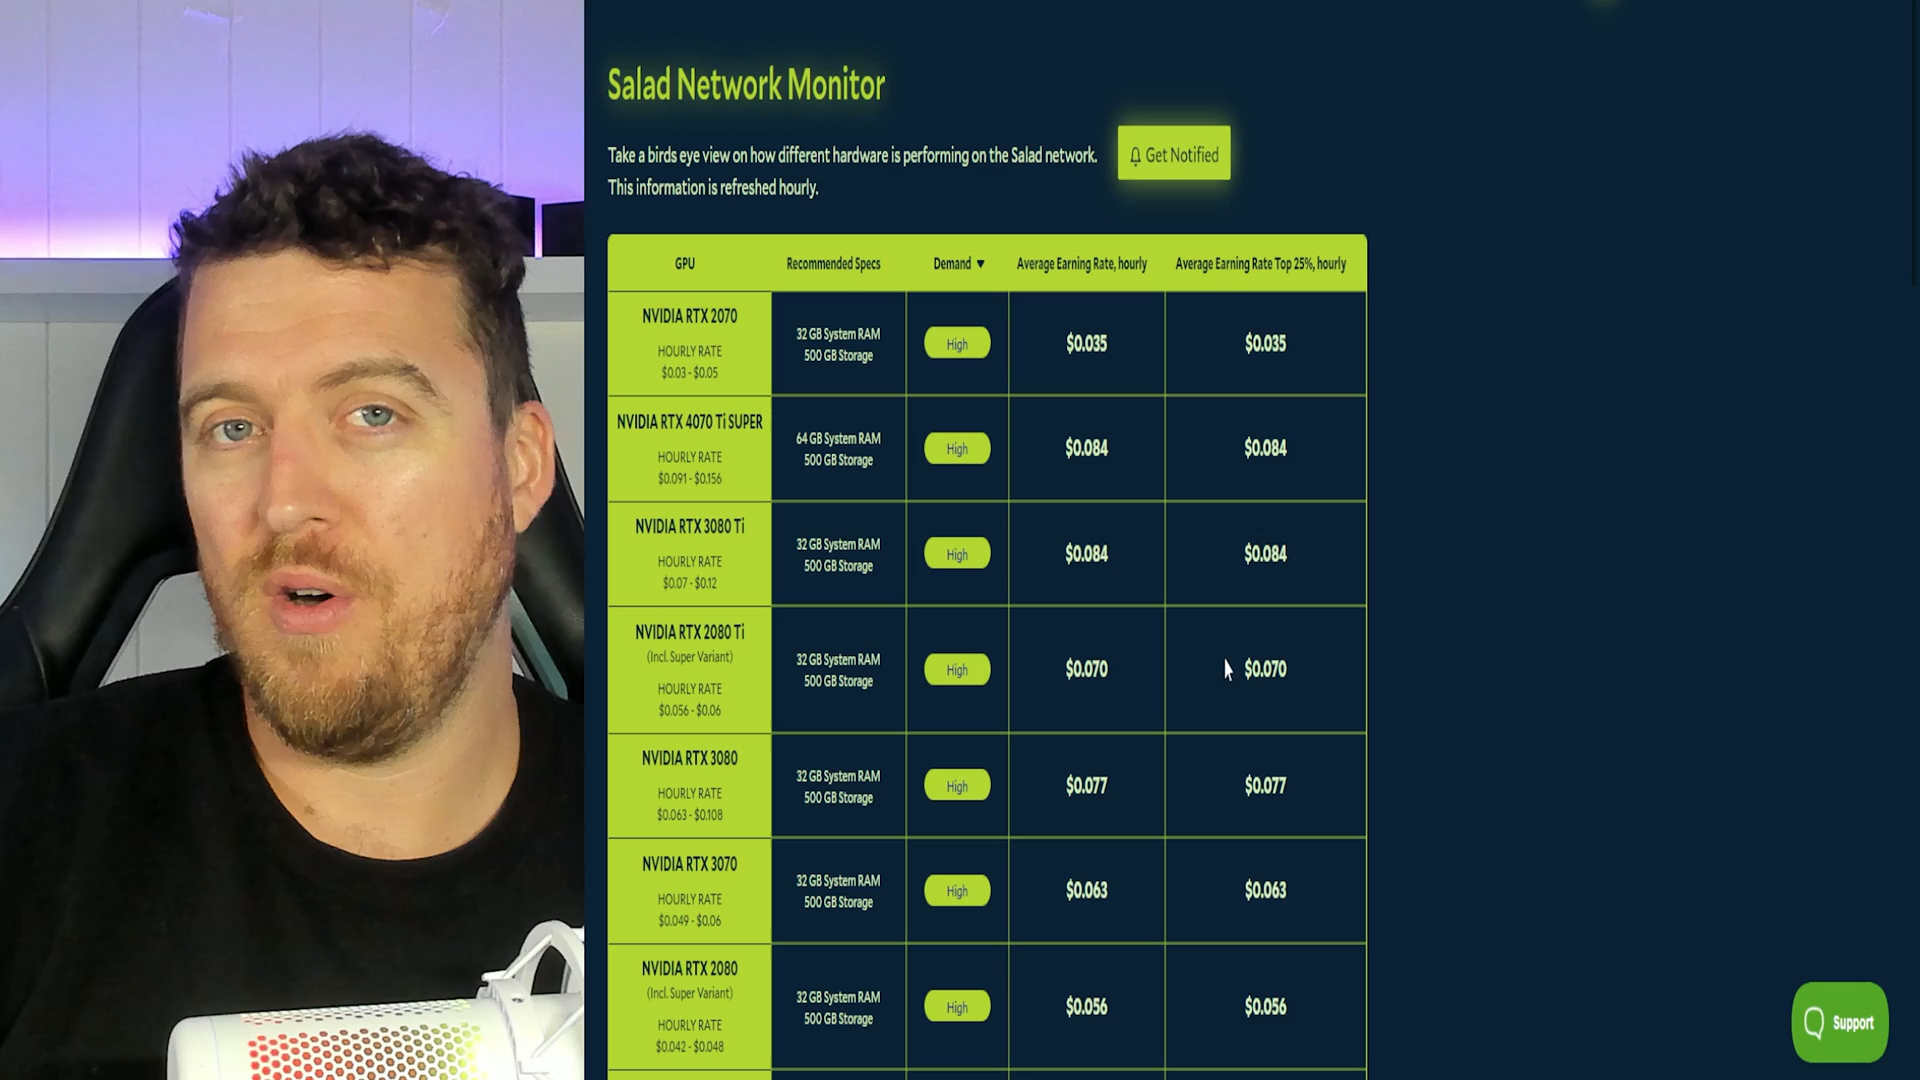 Salad Network Monitor
Take a birds eye view on how different hardware is performing on the Salad network.
This information is refreshed hourly.
Get Notified
GPU Recommended Specs Demand ▼ Average Earning Rate, hourly Average Earning Rate Top 25%, hourly
NVIDIA RTX 2070
HOURLY RATE
$0.03 - $0.05
32 GB System RAM
500 GB Storage
High
$0.035
$0.035
NVIDIA RTX 4070 Ti SUPER
HOURLY RATE
$0.091 - $0.156
64 GB System RAM
500 GB Storage
High
$0.084
$0.084
NVIDIA RTX 3080 Ti
HOURLY RATE
$0.07 - $0.12
32 GB System RAM
500 GB Storage
High
$0.084
$0.084
NVIDIA RTX 2080 Ti
(Incl. Super Variant)
HOURLY RATE
$0.056 - $0.06
32 GB System RAM
500 GB Storage
High
$0.070
$0.070
NVIDIA RTX 3080
HOURLY RATE
$0.063 - $0.108
32 GB System RAM
500 GB Storage
High
$0.077
$0.077
NVIDIA RTX 3070
HOURLY RATE
$0.049 - $0.06
32 GB System RAM
500 GB Storage
High
$0.063
$0.063
NVIDIA RTX 2080
(Incl. Super Variant)
HOURLY RATE
$0.042 - $0.048
32 GB System RAM
500 GB Storage
High
$0.056
$0.056
Support